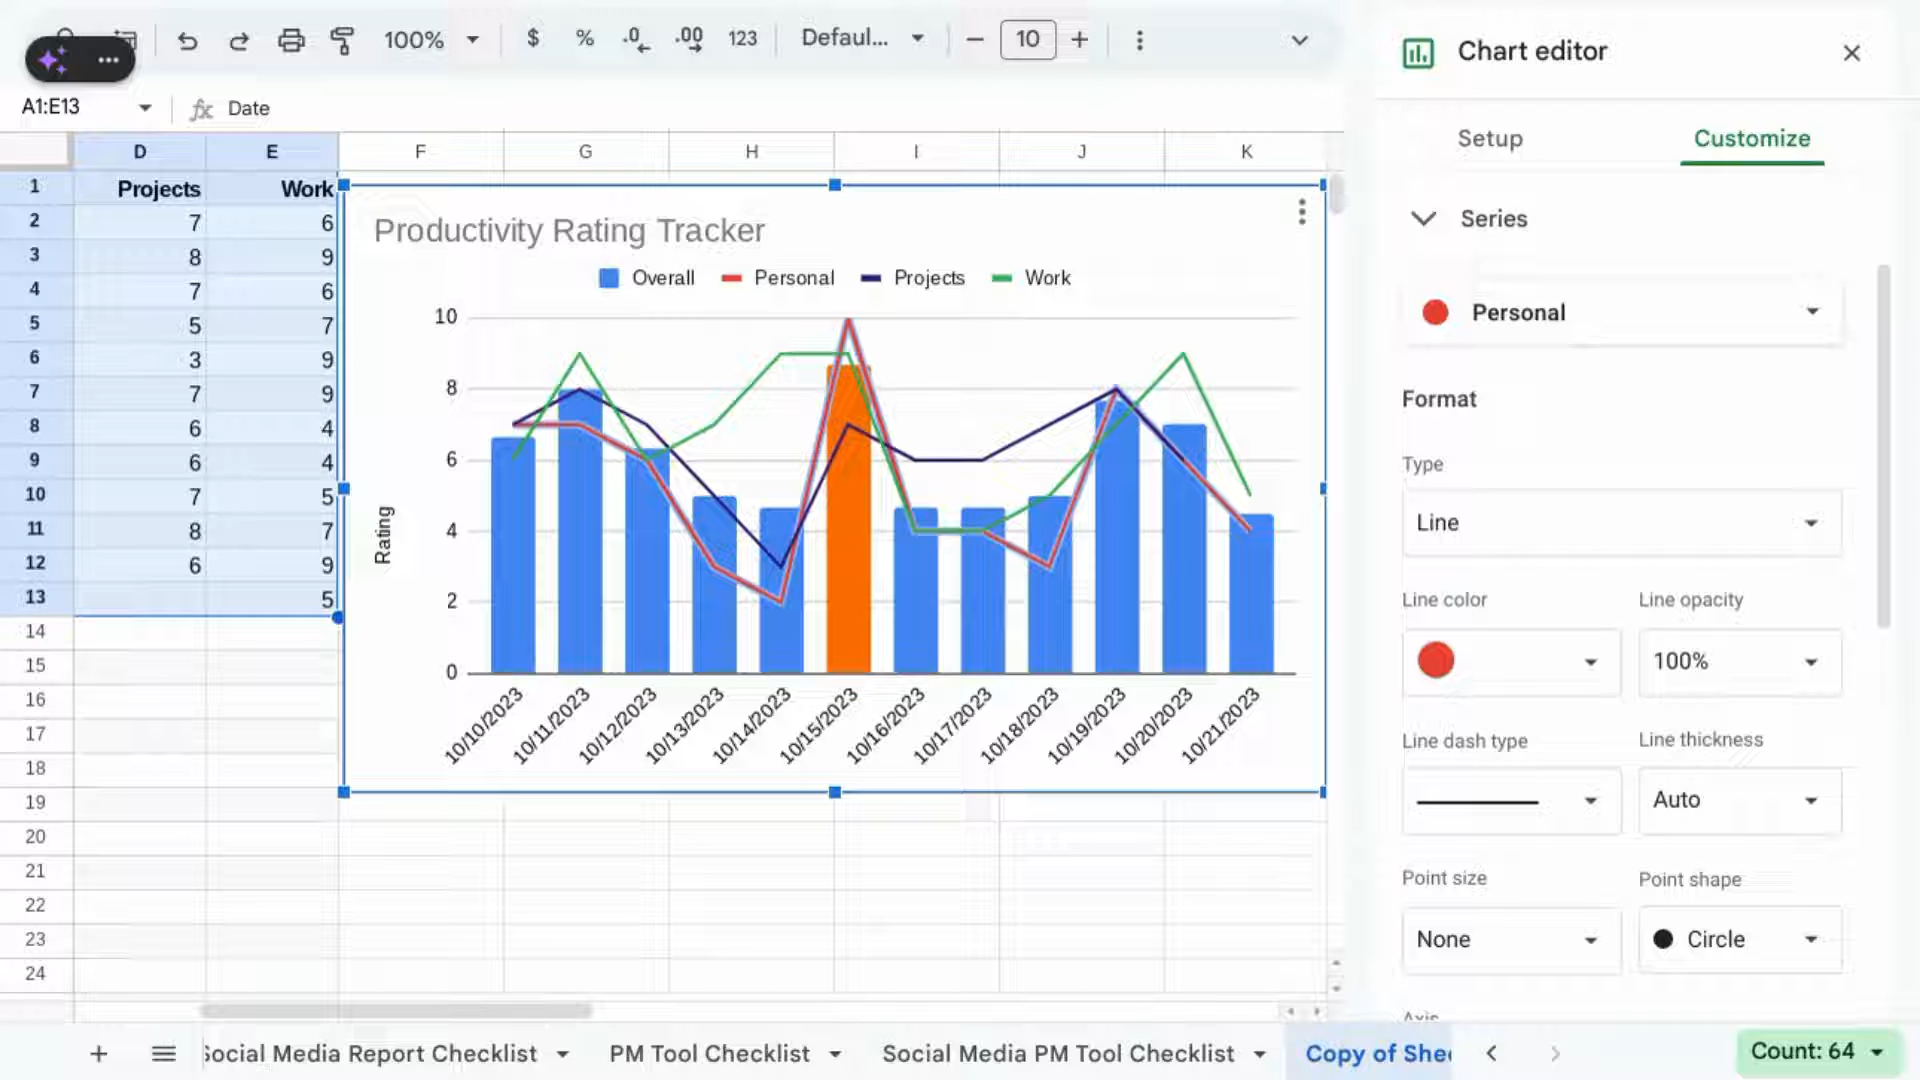 100%
$ % .0 .00 123
Defaul...
10
Chart editor
A1:E13
fx Date
Setup
Customize
D E F G H I J K
1 Projects Work
2 7 6
3 8 9
4 7 6
5 5 7
6 3 9
7 7 9
8 6 4
9 6 4
10 7 5
11 8 7
12 6 9
13 5
14
15
16
17
18
19
20
21
22
23
24
Productivity Rating Tracker
Overall Personal Projects Work
10
8
6
4
2
0
Rating
10/10/2023
10/11/2023
10/12/2023
10/13/2023
10/14/2023
10/15/2023
10/16/2023
10/17/2023
10/18/2023
10/19/2023
10/20/2023
10/21/2023
Series
Personal
Format
Type
Line
Line color
Line opacity
100%
Line dash type
Line thickness
Auto
Point size
Point shape
None
Circle
Axis
Social Media Report Checklist
PM Tool Checklist
Social Media PM Tool Checklist
Copy of Shee
Count: 64